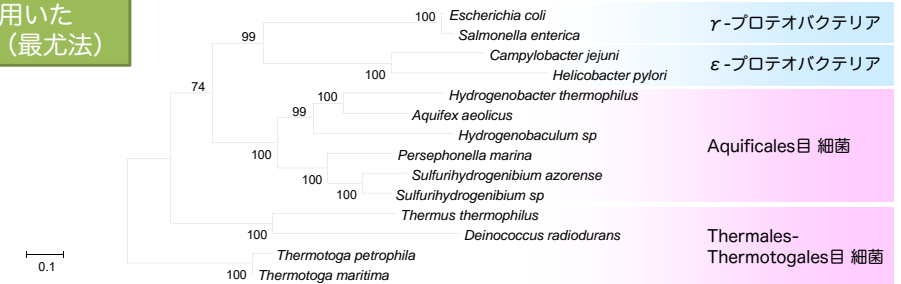 用いた
（最尤法）
100
Escherichia coli
γ-プロテオバクテリア
99
Salmonella enterica
Campylobacter jejuni
ε-プロテオバクテリア
100
Helicobacter pylori
74
100
Hydrogenobacter thermophilus
99
Aquifex aeolicus
Hydrogenobaculum sp
Aquificales目 細菌
100
Persephonella marina
100
Sulfurihydrogenibium azorense
100
Sulfurihydrogenibium sp
Thermus thermophilus
100
Deinococcus radiodurans
Thermales-
Thermotogales目 細菌
Thermotoga petrophila
0.1
100
Thermotoga maritima